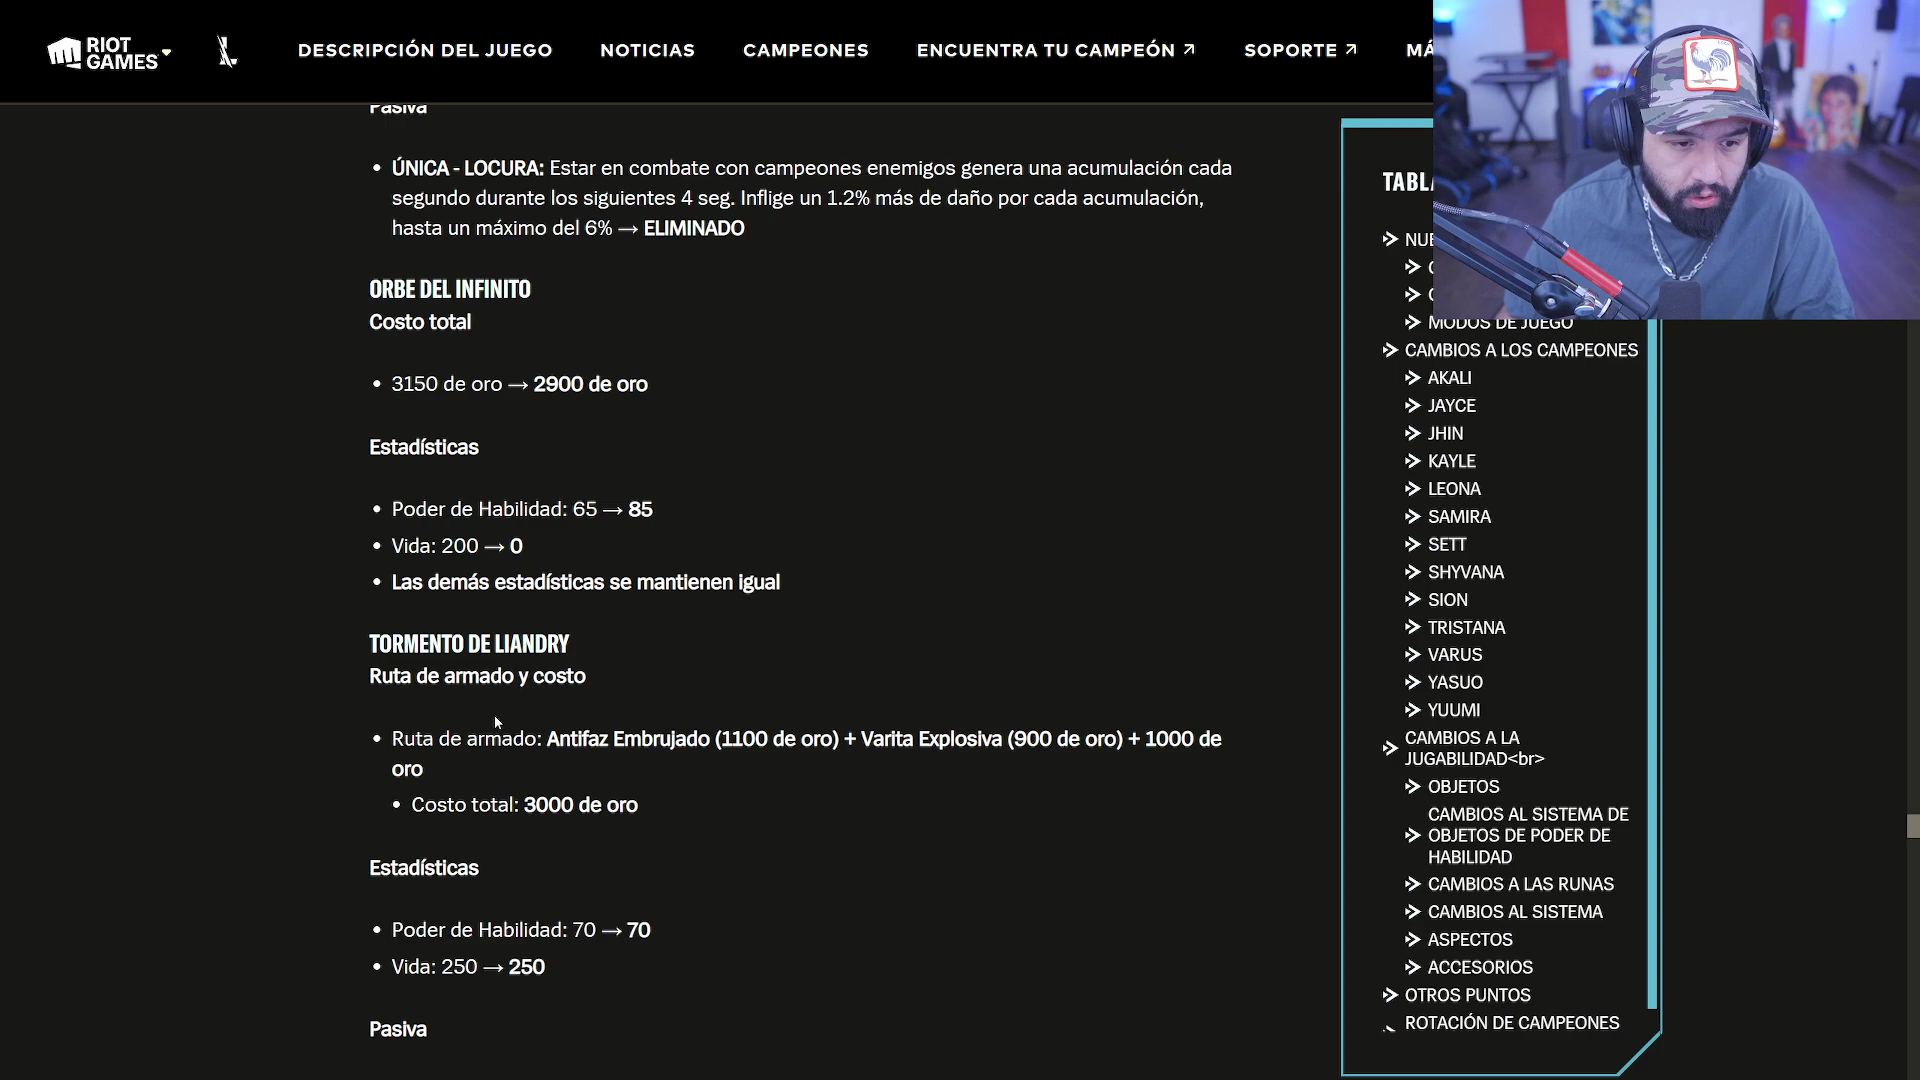 RIOT
GAMES
DESCRIPCIÓN DEL JUEGO
NOTICIAS
CAMPEONES
ENCUENTRA TU CAMPEÓN
SOPORTE
MÁ
Pasiva
• ÚNICA - LOCURA: Estar en combate con campeones enemigos genera una acumulación cada
segundo durante los siguientes 4 seg. Inflige un 1.2% más de daño por cada acumulación,
hasta un máximo del 6% → ELIMINADO
ORBE DEL INFINITO
Costo total
• 3150 de oro → 2900 de oro
Estadísticas
• Poder de Habilidad: 65 → 85
• Vida: 200 → 0
• Las demás estadísticas se mantienen igual
TORMENTO DE LIANDRY
Ruta de armado y costo
• Ruta de armado: Antifaz Embrujado (1100 de oro) + Varita Explosiva (900 de oro) + 1000 de
oro
• Costo total: 3000 de oro
Estadísticas
• Poder de Habilidad: 70 → 70
• Vida: 250 → 250
Pasiva
TABL
NUE
MODOS DE JUEGO
CAMBIOS A LOS CAMPEONES
AKALI
JAYCE
JHIN
KAYLE
LEONA
SAMIRA
SETT
SHYVANA
SION
TRISTANA
VARUS
YASUO
YUUMI
CAMBIOS A LA
JUGABILIDAD<br>
OBJETOS
CAMBIOS AL SISTEMA DE
OBJETOS DE PODER DE
HABILIDAD
CAMBIOS A LAS RUNAS
CAMBIOS AL SISTEMA
ASPECTOS
ACCESORIOS
OTROS PUNTOS
ROTACIÓN DE CAMPEONES